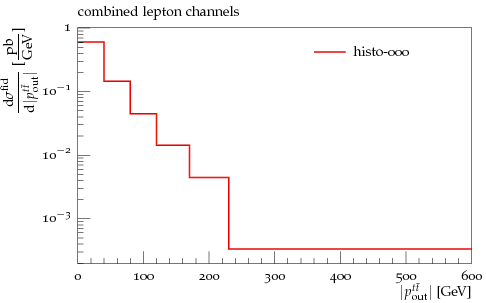 combined lepton channels
dσ^fid / d|p_out^{tt̄}| [pb / GeV]
histo-000
1
10^−1
10^−2
10^−3
0 100 200 300 400 500 600
|p_out^{tt̄}| [GeV]